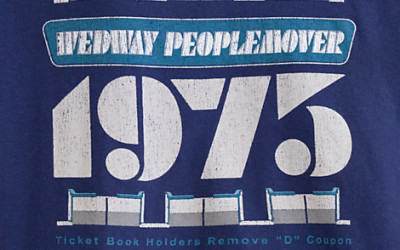 WEDWAY PEOPLEMOVER
1975
Ticket Book Holders Remove "D" Coupon